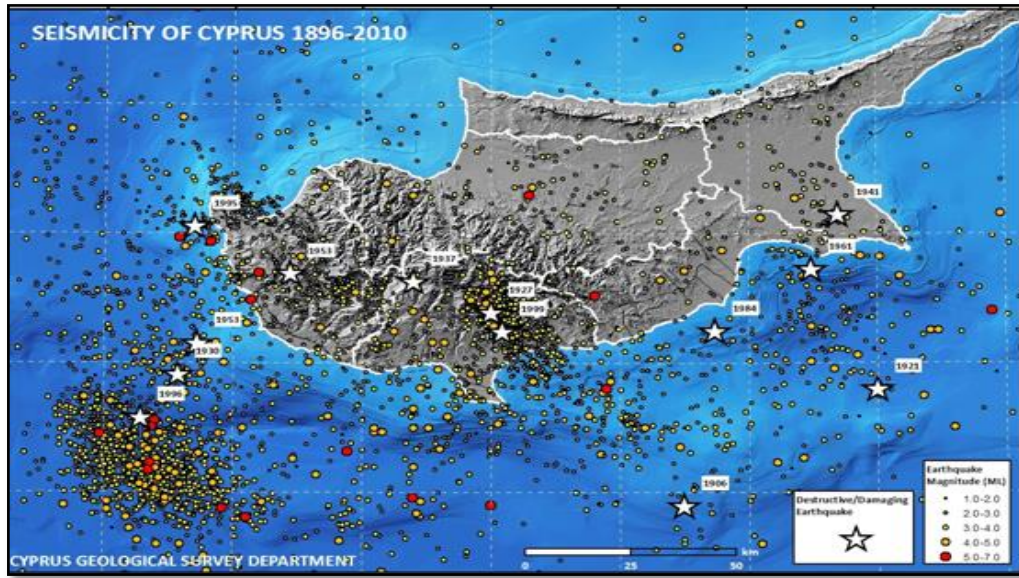 SEISMICITY OF CYPRUS 1896-2010
1995
1941
1953
1937
1961
1927
1999
1984
1953
1930
1921
1996
1906
Destructive/Damaging
Earthquake
Earthquake
Magnitude (ML)
1.0-2.0
2.0-3.0
3.0-4.0
4.0-5.0
5.0-7.0
km
25
50
CYPRUS GEOLOGICAL SURVEY DEPARTMENT